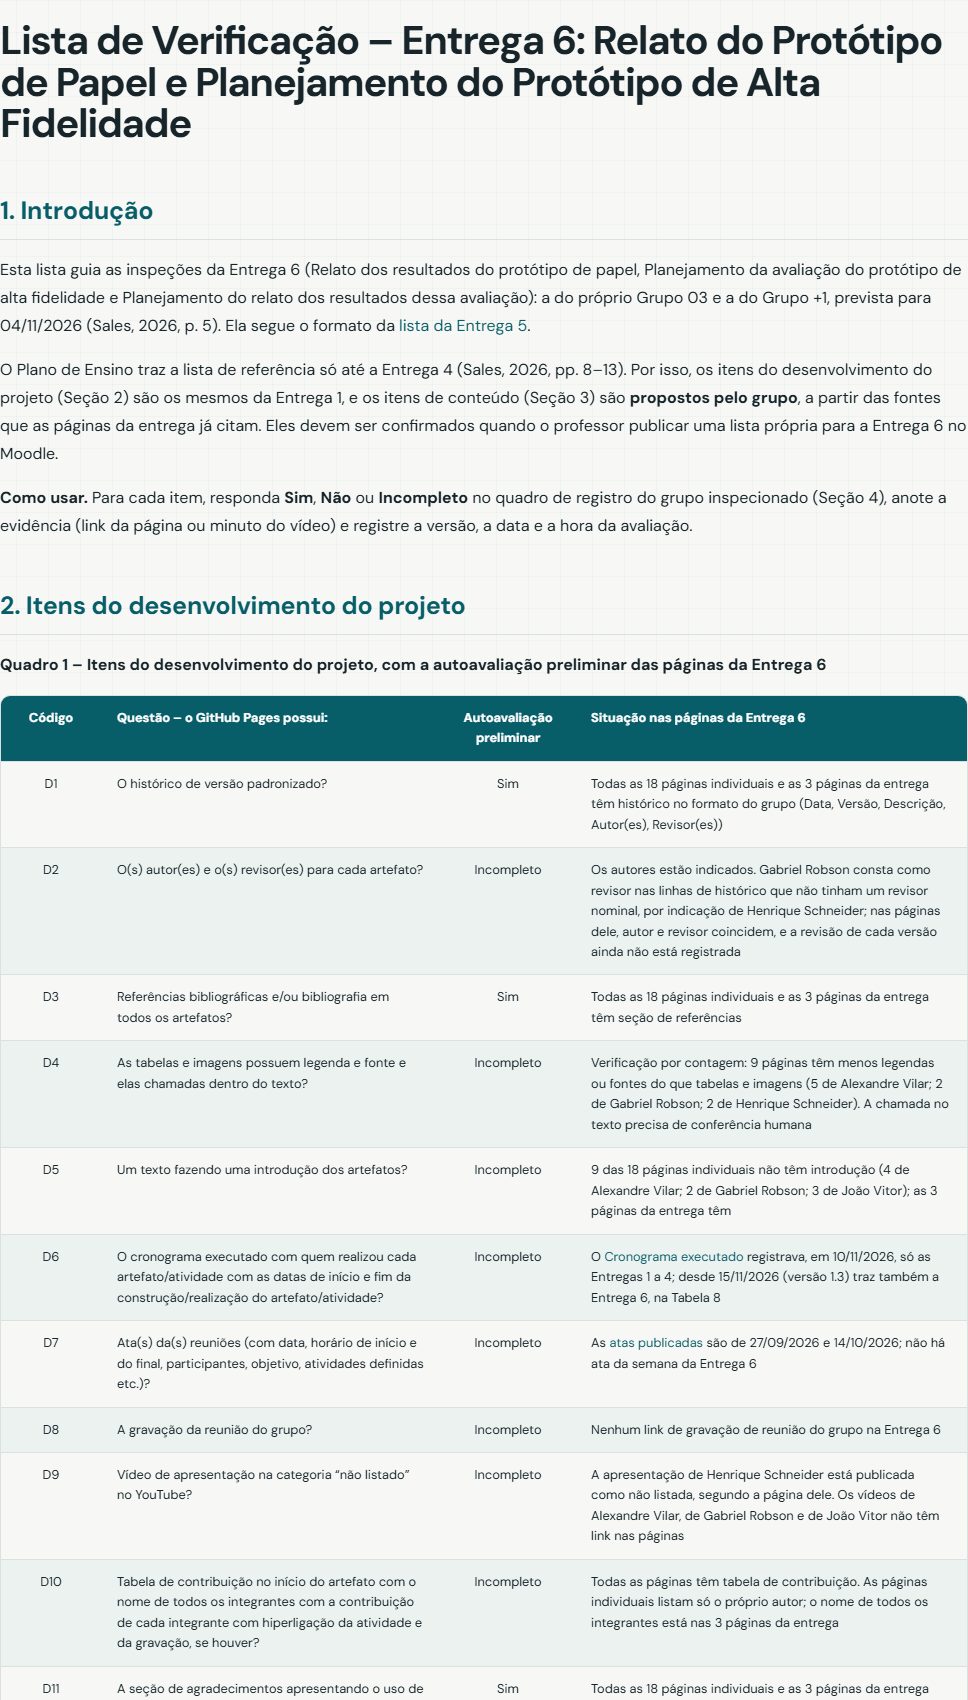 Lista de Verificação – Entrega 6: Relato do Protótipo
de Papel e Planejamento do Protótipo de Alta
Fidelidade
1. Introdução
Esta lista guia as inspeções da Entrega 6 (Relato dos resultados do protótipo de papel, Planejamento da avaliação do protótipo de
alta fidelidade e Planejamento do relato dos resultados dessa avaliação): a do próprio Grupo 03 e a do Grupo +1, prevista para
04/11/2026 (Sales, 2026, p. 5). Ela segue o formato da lista da Entrega 5.
O Plano de Ensino traz a lista de referência só até a Entrega 4 (Sales, 2026, pp. 8–13). Por isso, os itens do desenvolvimento do
projeto (Seção 2) são os mesmos da Entrega 1, e os itens de conteúdo (Seção 3) são propostos pelo grupo, a partir das fontes
que as páginas da entrega já citam. Eles devem ser confirmados quando o professor publicar uma lista própria para a Entrega 6 no
Moodle.
Como usar. Para cada item, responda Sim, Não ou Incompleto no quadro de registro do grupo inspecionado (Seção 4), anote a
evidência (link da página ou minuto do vídeo) e registre a versão, a data e a hora da avaliação.
2. Itens do desenvolvimento do projeto
Quadro 1 – Itens do desenvolvimento do projeto, com a autoavaliação preliminar das páginas da Entrega 6
Código Questão – o GitHub Pages possui: Autoavaliação Situação nas páginas da Entrega 6
preliminar
D1 O histórico de versão padronizado? Sim Todas as 18 páginas individuais e as 3 páginas da entrega
têm histórico no formato do grupo (Data, Versão, Descrição,
Autor(es), Revisor(es))
D2 O(s) autor(es) e o(s) revisor(es) para cada artefato? Incompleto Os autores estão indicados. Gabriel Robson consta como
revisor nas linhas de histórico que não tinham um revisor
nominal, por indicação de Henrique Schneider; nas páginas
dele, autor e revisor coincidem, e a revisão de cada versão
ainda não está registrada
D3 Referências bibliográficas e/ou bibliografia em Sim Todas as 18 páginas individuais e as 3 páginas da entrega
todos os artefatos? têm seção de referências
D4 As tabelas e imagens possuem legenda e fonte e Incompleto Verificação por contagem: 9 páginas têm menos legendas
elas chamadas dentro do texto? ou fontes do que tabelas e imagens (5 de Alexandre Vilar; 2
de Gabriel Robson; 2 de Henrique Schneider). A chamada no
texto precisa de conferência humana
D5 Um texto fazendo uma introdução dos artefatos? Incompleto 9 das 18 páginas individuais não têm introdução (4 de
Alexandre Vilar; 2 de Gabriel Robson; 3 de João Vitor); as 3
páginas da entrega têm
D6 O cronograma executado com quem realizou cada Incompleto O Cronograma executado registrava, em 10/11/2026, só as
artefato/atividade com as datas de início e fim da Entregas 1 a 4; desde 15/11/2026 (versão 1.3) traz também a
construção/realização do artefato/atividade? Entrega 6, na Tabela 8
D7 Ata(s) da(s) reuniões (com data, horário de início e Incompleto As atas publicadas são de 27/09/2026 e 14/10/2026; não há
do final, participantes, objetivo, atividades definidas ata da semana da Entrega 6
etc.)?
D8 A gravação da reunião do grupo? Incompleto Nenhum link de gravação de reunião do grupo na Entrega 6
D9 Vídeo de apresentação na categoria “não listado” Incompleto A apresentação de Henrique Schneider está publicada
no YouTube? como não listada, segundo a página dele. Os vídeos de
Alexandre Vilar, de Gabriel Robson e de João Vitor não têm
link nas páginas
D10 Tabela de contribuição no início do artefato com o Incompleto Todas as páginas têm tabela de contribuição. As páginas
nome de todos os integrantes com a contribuição individuais listam só o próprio autor; o nome de todos os
de cada integrante com hiperligação da atividade e integrantes está nas 3 páginas da entrega
da gravação, se houver?
D11 A seção de agradecimentos apresentando o uso de Sim Todas as 18 páginas individuais e as 3 páginas da entrega